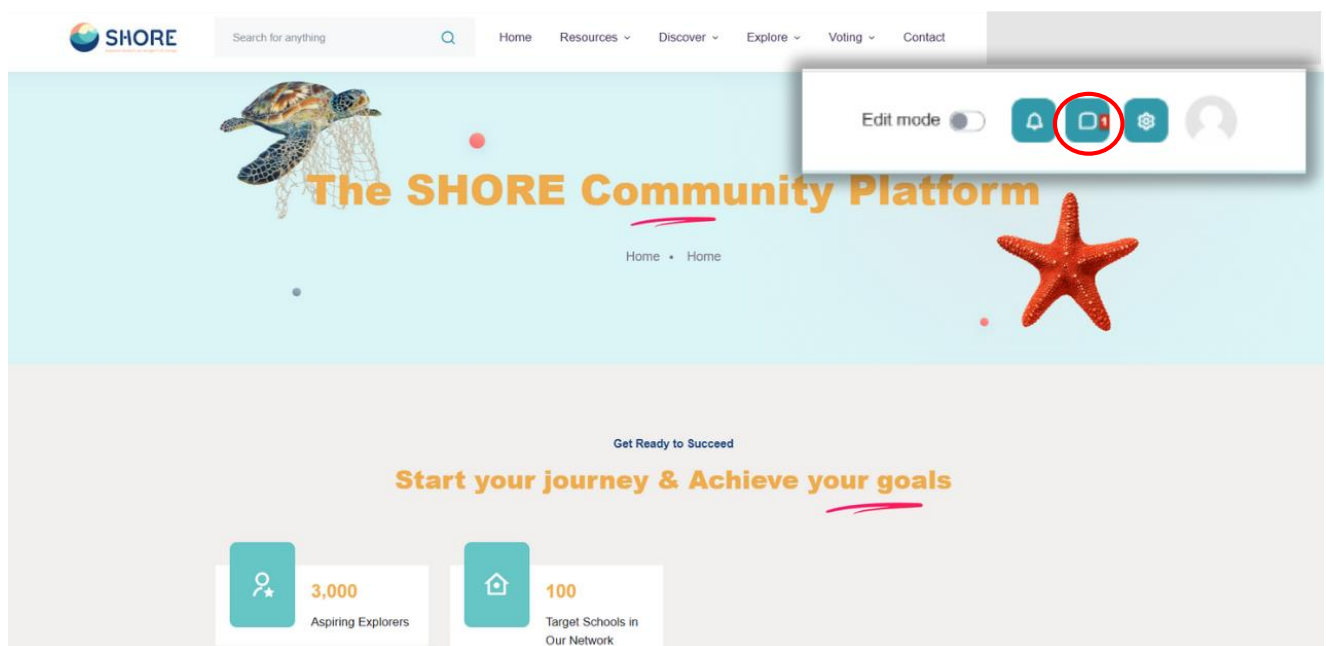 SHORE
Search for anything
Home Resources Discover Explore Voting Contact
Edit mode
1
The SHORE Community Platform
Home • Home
Get Ready to Succeed
Start your journey & Achieve your goals
3,000
Aspiring Explorers
100
Target Schools in
Our Network